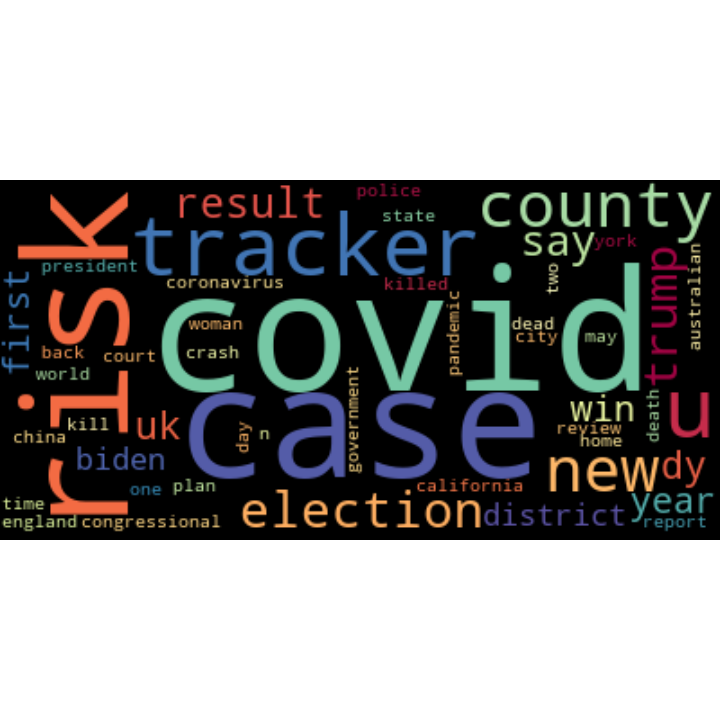 police
result
county
state
tracker
say
york
president
coronavirus
killed
two
australian
risk
first
covid
trump
pandemic
woman
dead
city
may
back
court
crash
world
government
case
win
death
u
kill
uk
review
china
day
n
home
biden
new
dy
one
plan
california
time
election
district
year
england
congressional
report